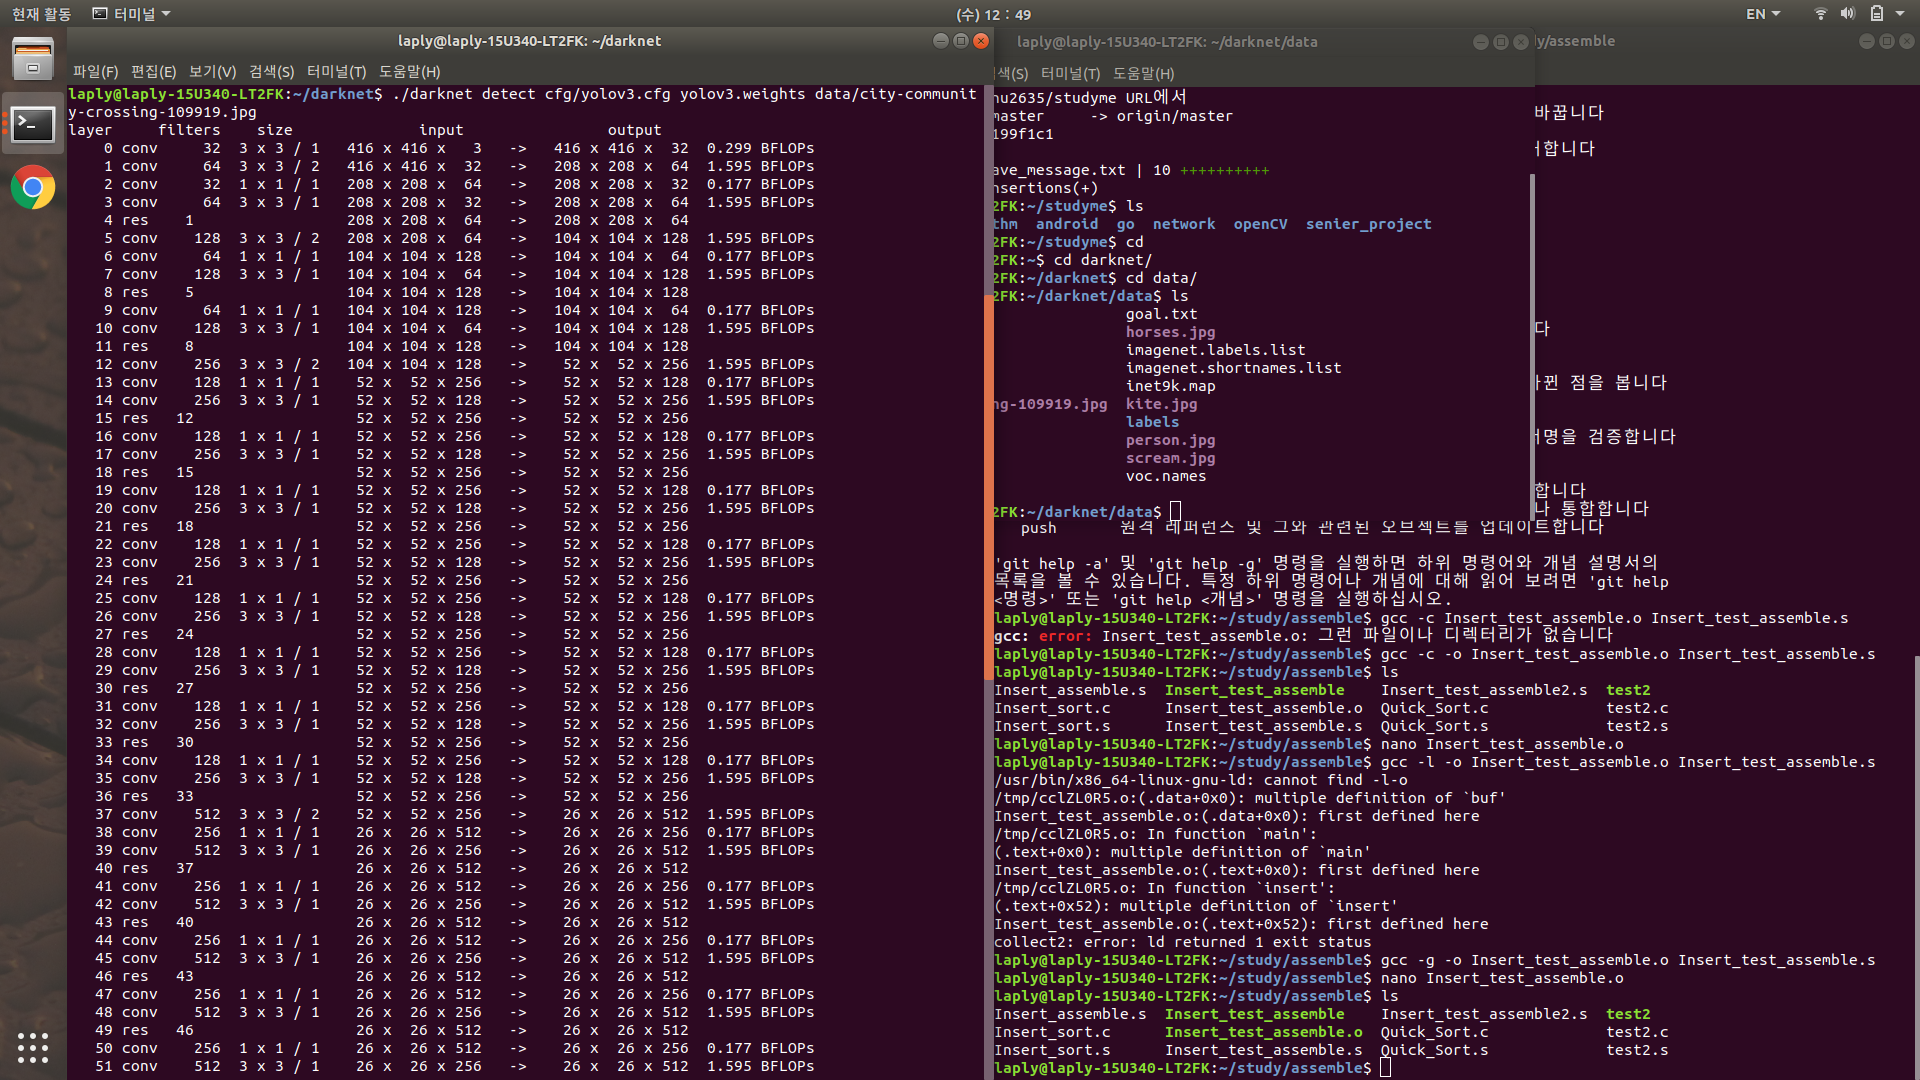 현재 활동 터미널 (수) 12 : 49 EN
laply@laply-15U340-LT2FK: ~/darknet
파일(F) 편집(E) 보기(V) 검색(S) 터미널(T) 도움말(H)
laply@laply-15U340-LT2FK:~/darknet$ ./darknet detect cfg/yolov3.cfg yolov3.weights data/city-communit
y-crossing-109919.jpg
layer filters size input output
0 conv 32 3 x 3 / 1 416 x 416 x 3 -> 416 x 416 x 32 0.299 BFLOPs
1 conv 64 3 x 3 / 2 416 x 416 x 32 -> 208 x 208 x 64 1.595 BFLOPs
2 conv 32 1 x 1 / 1 208 x 208 x 64 -> 208 x 208 x 32 0.177 BFLOPs
3 conv 64 3 x 3 / 1 208 x 208 x 32 -> 208 x 208 x 64 1.595 BFLOPs
4 res 1 208 x 208 x 64 -> 208 x 208 x 64
5 conv 128 3 x 3 / 2 208 x 208 x 64 -> 104 x 104 x 128 1.595 BFLOPs
6 conv 64 1 x 1 / 1 104 x 104 x 128 -> 104 x 104 x 64 0.177 BFLOPs
7 conv 128 3 x 3 / 1 104 x 104 x 64 -> 104 x 104 x 128 1.595 BFLOPs
8 res 5 104 x 104 x 128 -> 104 x 104 x 128
9 conv 64 1 x 1 / 1 104 x 104 x 128 -> 104 x 104 x 64 0.177 BFLOPs
10 conv 128 3 x 3 / 1 104 x 104 x 64 -> 104 x 104 x 128 1.595 BFLOPs
11 res 8 104 x 104 x 128 -> 104 x 104 x 128
12 conv 256 3 x 3 / 2 104 x 104 x 128 -> 52 x 52 x 256 1.595 BFLOPs
13 conv 128 1 x 1 / 1 52 x 52 x 256 -> 52 x 52 x 128 0.177 BFLOPs
14 conv 256 3 x 3 / 1 52 x 52 x 128 -> 52 x 52 x 256 1.595 BFLOPs
15 res 12 52 x 52 x 256 -> 52 x 52 x 256
16 conv 128 1 x 1 / 1 52 x 52 x 256 -> 52 x 52 x 128 0.177 BFLOPs
17 conv 256 3 x 3 / 1 52 x 52 x 128 -> 52 x 52 x 256 1.595 BFLOPs
18 res 15 52 x 52 x 256 -> 52 x 52 x 256
19 conv 128 1 x 1 / 1 52 x 52 x 256 -> 52 x 52 x 128 0.177 BFLOPs
20 conv 256 3 x 3 / 1 52 x 52 x 128 -> 52 x 52 x 256 1.595 BFLOPs
21 res 18 52 x 52 x 256 -> 52 x 52 x 256
22 conv 128 1 x 1 / 1 52 x 52 x 256 -> 52 x 52 x 128 0.177 BFLOPs
23 conv 256 3 x 3 / 1 52 x 52 x 128 -> 52 x 52 x 256 1.595 BFLOPs
24 res 21 52 x 52 x 256 -> 52 x 52 x 256
25 conv 128 1 x 1 / 1 52 x 52 x 256 -> 52 x 52 x 128 0.177 BFLOPs
26 conv 256 3 x 3 / 1 52 x 52 x 128 -> 52 x 52 x 256 1.595 BFLOPs
27 res 24 52 x 52 x 256 -> 52 x 52 x 256
28 conv 128 1 x 1 / 1 52 x 52 x 256 -> 52 x 52 x 128 0.177 BFLOPs
29 conv 256 3 x 3 / 1 52 x 52 x 128 -> 52 x 52 x 256 1.595 BFLOPs
30 res 27 52 x 52 x 256 -> 52 x 52 x 256
31 conv 128 1 x 1 / 1 52 x 52 x 256 -> 52 x 52 x 128 0.177 BFLOPs
32 conv 256 3 x 3 / 1 52 x 52 x 128 -> 52 x 52 x 256 1.595 BFLOPs
33 res 30 52 x 52 x 256 -> 52 x 52 x 256
34 conv 128 1 x 1 / 1 52 x 52 x 256 -> 52 x 52 x 128 0.177 BFLOPs
35 conv 256 3 x 3 / 1 52 x 52 x 128 -> 52 x 52 x 256 1.595 BFLOPs
36 res 33 52 x 52 x 256 -> 52 x 52 x 256
37 conv 512 3 x 3 / 2 52 x 52 x 256 -> 26 x 26 x 512 1.595 BFLOPs
38 conv 256 1 x 1 / 1 26 x 26 x 512 -> 26 x 26 x 256 0.177 BFLOPs
39 conv 512 3 x 3 / 1 26 x 26 x 256 -> 26 x 26 x 512 1.595 BFLOPs
40 res 37 26 x 26 x 512 -> 26 x 26 x 512
41 conv 256 1 x 1 / 1 26 x 26 x 512 -> 26 x 26 x 256 0.177 BFLOPs
42 conv 512 3 x 3 / 1 26 x 26 x 256 -> 26 x 26 x 512 1.595 BFLOPs
43 res 40 26 x 26 x 512 -> 26 x 26 x 512
44 conv 256 1 x 1 / 1 26 x 26 x 512 -> 26 x 26 x 256 0.177 BFLOPs
45 conv 512 3 x 3 / 1 26 x 26 x 256 -> 26 x 26 x 512 1.595 BFLOPs
46 res 43 26 x 26 x 512 -> 26 x 26 x 512
47 conv 256 1 x 1 / 1 26 x 26 x 512 -> 26 x 26 x 256 0.177 BFLOPs
48 conv 512 3 x 3 / 1 26 x 26 x 256 -> 26 x 26 x 512 1.595 BFLOPs
49 res 46 26 x 26 x 512 -> 26 x 26 x 512
50 conv 256 1 x 1 / 1 26 x 26 x 512 -> 26 x 26 x 256 0.177 BFLOPs
51 conv 512 3 x 3 / 1 26 x 26 x 256 -> 26 x 26 x 512 1.595 BFLOPs
laply@laply-15U340-LT2FK: ~/darknet/data
색(S) 터미널(T) 도움말(H)
nu2635/studyme URL에서
master -> origin/master
199f1c1
ave_message.txt | 10 ++++++++++
nsertions(+)
2FK:~/studyme$ ls
thm android go network openCV senier_project
2FK:~/studyme$ cd
2FK:~$ cd darknet/
2FK:~/darknet$ cd data/
2FK:~/darknet/data$ ls
goal.txt
horses.jpg
imagenet.labels.list
imagenet.shortnames.list
inet9k.map
ng-109919.jpg kite.jpg
labels
person.jpg
scream.jpg
voc.names
2FK:~/darknet/data$
dy/assemble
바꿉니다
합니다
다
뀐 점을 봅니다
명을 검증합니다
합니다
나 통합합니다
push 원격 레퍼런스 및 그와 관련된 오브젝트를 업데이트합니다
'git help -a' 및 'git help -g' 명령을 실행하면 하위 명령어와 개념 설명서의
목록을 볼 수 있습니다. 특정 하위 명령어나 개념에 대해 읽어 보려면 'git help
<명령>' 또는 'git help <개념>' 명령을 실행하십시오.
laply@laply-15U340-LT2FK:~/study/assemble$ gcc -c Insert_test_assemble.o Insert_test_assemble.s
gcc: error: Insert_test_assemble.o: 그런 파일이나 디렉터리가 없습니다
laply@laply-15U340-LT2FK:~/study/assemble$ gcc -c -o Insert_test_assemble.o Insert_test_assemble.s
laply@laply-15U340-LT2FK:~/study/assemble$ ls
Insert_assemble.s Insert_test_assemble Insert_test_assemble2.s test2
Insert_sort.c Insert_test_assemble.o Quick_Sort.c test2.c
Insert_sort.s Insert_test_assemble.s Quick_Sort.s test2.s
laply@laply-15U340-LT2FK:~/study/assemble$ nano Insert_test_assemble.o
laply@laply-15U340-LT2FK:~/study/assemble$ gcc -l -o Insert_test_assemble.o Insert_test_assemble.s
/usr/bin/x86_64-linux-gnu-ld: cannot find -l-o
/tmp/cclZL0R5.o:(.data+0x0): multiple definition of `buf'
Insert_test_assemble.o:(.data+0x0): first defined here
/tmp/cclZL0R5.o: In function `main':
(.text+0x0): multiple definition of `main'
Insert_test_assemble.o:(.text+0x0): first defined here
/tmp/cclZL0R5.o: In function `insert':
(.text+0x52): multiple definition of `insert'
Insert_test_assemble.o:(.text+0x52): first defined here
collect2: error: ld returned 1 exit status
laply@laply-15U340-LT2FK:~/study/assemble$ gcc -g -o Insert_test_assemble.o Insert_test_assemble.s
laply@laply-15U340-LT2FK:~/study/assemble$ nano Insert_test_assemble.o
laply@laply-15U340-LT2FK:~/study/assemble$ ls
Insert_assemble.s Insert_test_assemble Insert_test_assemble2.s test2
Insert_sort.c Insert_test_assemble.o Quick_Sort.c test2.c
Insert_sort.s Insert_test_assemble.s Quick_Sort.s test2.s
laply@laply-15U340-LT2FK:~/study/assemble$